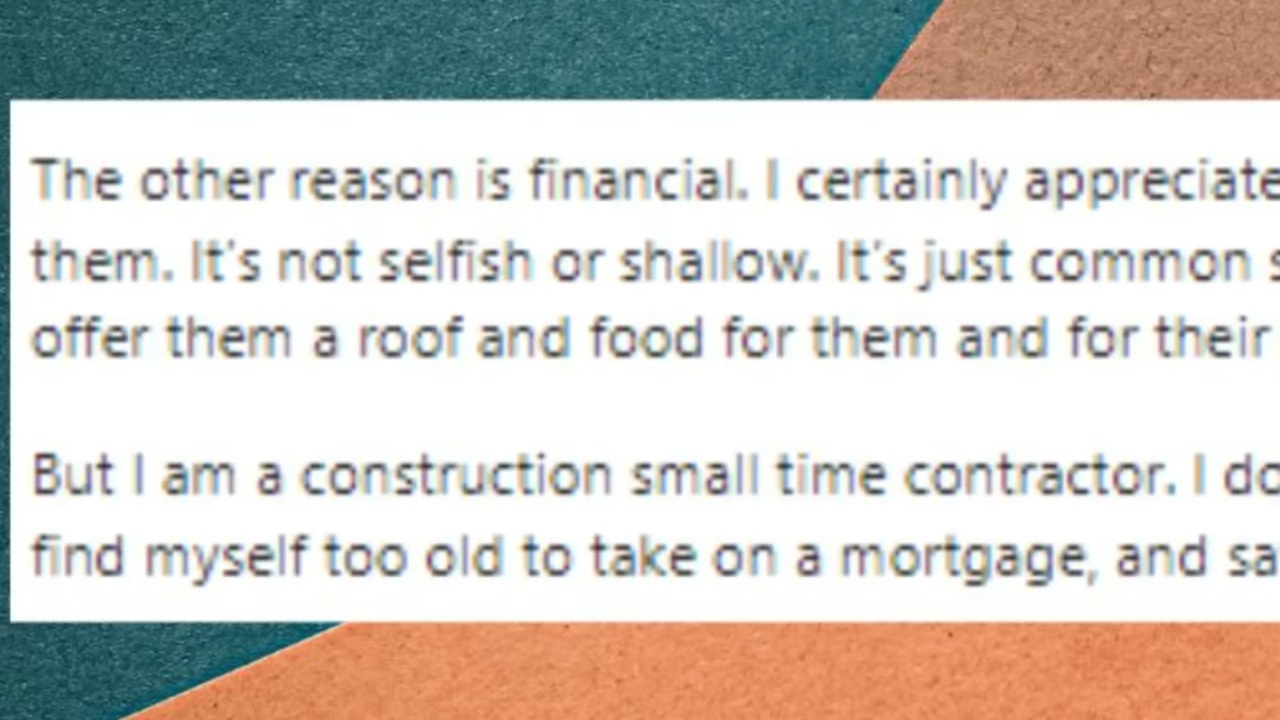 The other reason is financial. I certainly appreciate
them. It's not selfish or shallow. It's just common
offer them a roof and food for them and for their
But I am a construction small time contractor. I do
find myself too old to take on a mortgage, and